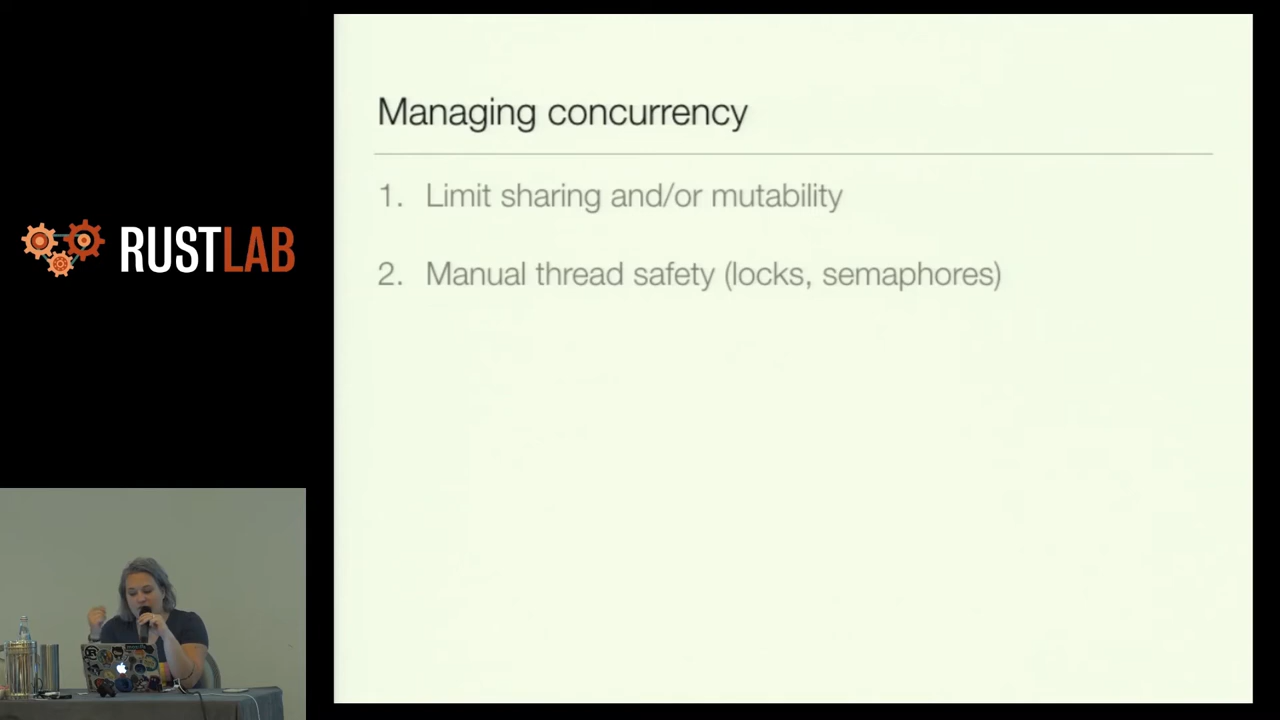 Managing concurrency
1. Limit sharing and/or mutability
2. Manual thread safety (locks, semaphores)
RUSTLAB